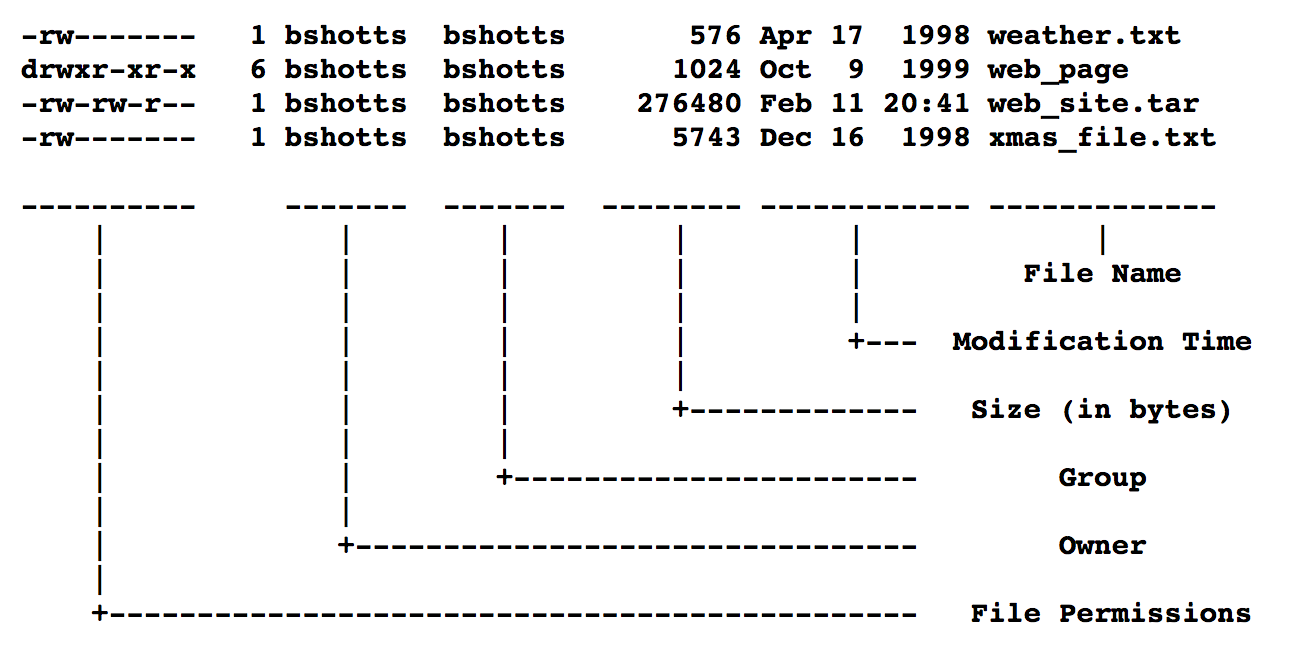 -rw-------   1 bshotts  bshotts       576 Apr 17  1998 weather.txt
drwxr-xr-x   6 bshotts  bshotts      1024 Oct  9  1999 web_page
-rw-rw-r--   1 bshotts  bshotts    276480 Feb 11 20:41 web_site.tar
-rw-------   1 bshotts  bshotts      5743 Dec 16  1998 xmas_file.txt
----------     -------  -------  -------- ------------ -------------
    |             |        |         |         |             |
    |             |        |         |         |         File Name
    |             |        |         |         |
    |             |        |         |         +---  Modification Time
    |             |        |         |
    |             |        |         +-------------   Size (in bytes)
    |             |        |
    |             |        +-----------------------        Group
    |             |
    |             +--------------------------------        Owner
    |
    +----------------------------------------------   File Permissions